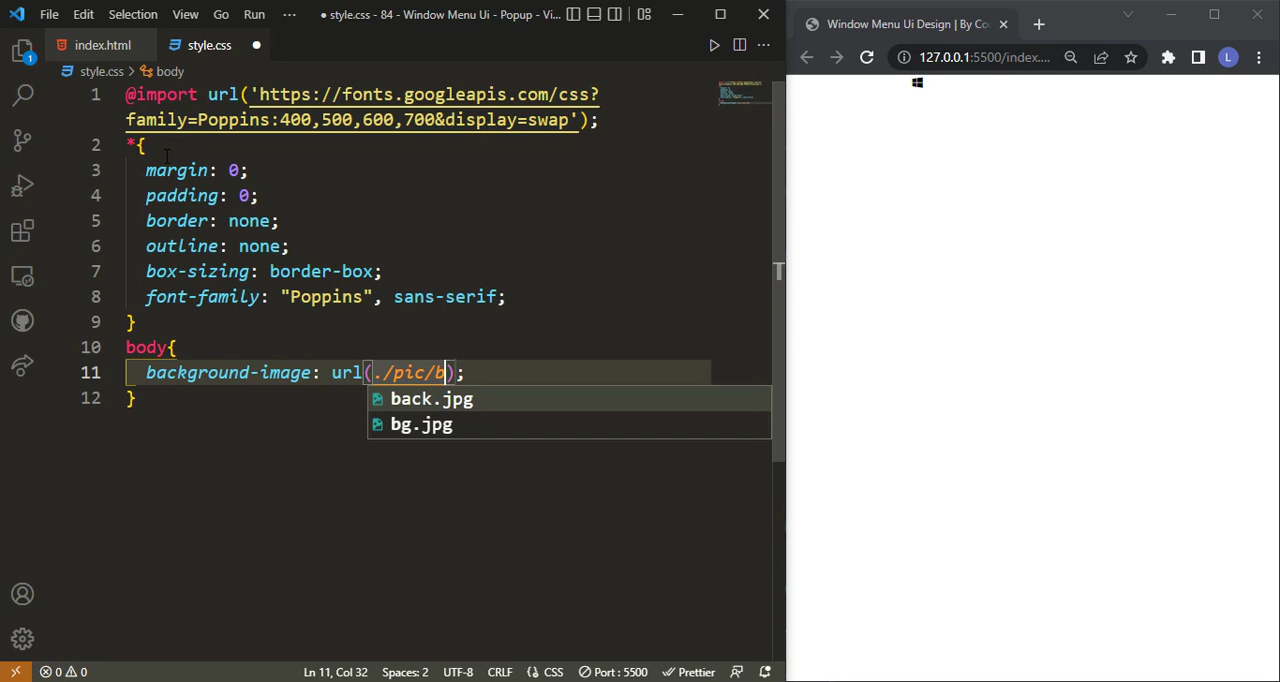 File Edit Selection View Go Run ··· ● style.css - 84 - Window Menu Ui - Popup - Vi...
index.html style.css ●
style.css > body
1 @import url('https://fonts.googleapis.com/css?
family=Poppins:400,500,600,700&display=swap');
2 *{
3 margin: 0;
4 padding: 0;
5 border: none;
6 outline: none;
7 box-sizing: border-box;
8 font-family: "Poppins", sans-serif;
9 }
10 body{
11 background-image: url(./pic/b);
back.jpg
12 }
bg.jpg
1
0 0 Ln 11, Col 32 Spaces: 2 UTF-8 CRLF {} CSS Port : 5500 Prettier
Window Menu Ui Design | By Co
127.0.0.1:5500/index....
L
T